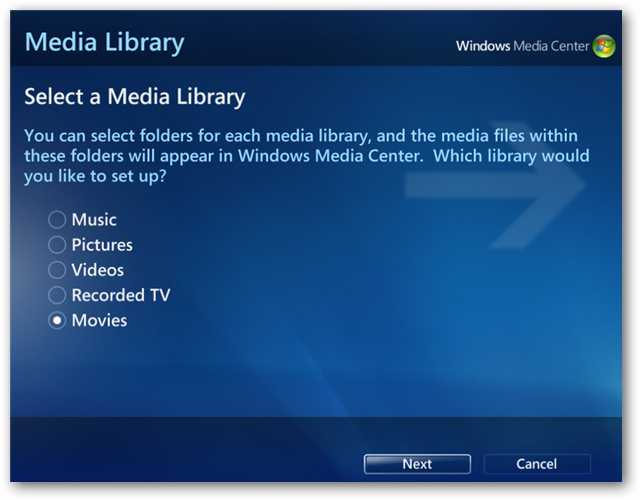 Media Library
Windows Media Center
Select a Media Library
You can select folders for each media library, and the media files within
these folders will appear in Windows Media Center.  Which library would
you like to set up?
Music
Pictures
Videos
Recorded TV
Movies
Next
Cancel